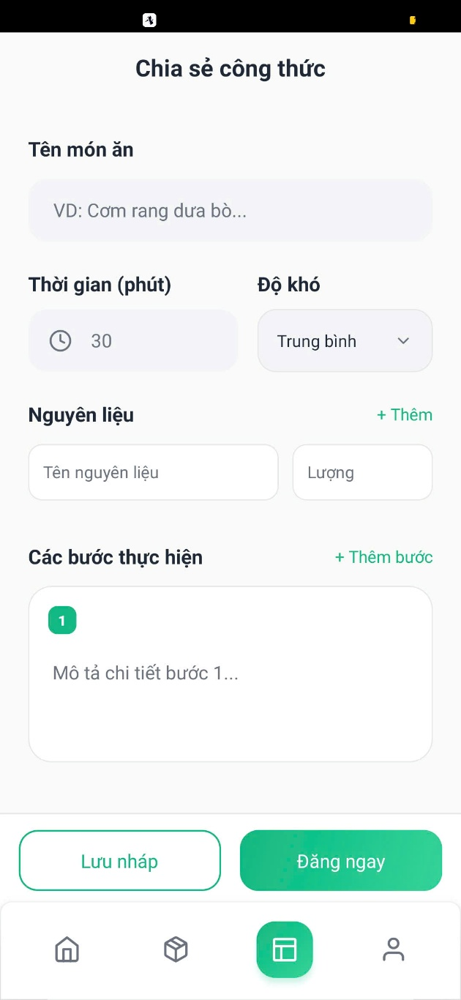 Chia sẻ công thức
Tên món ăn
VD: Cơm rang dưa bò...
Thời gian (phút) Độ khó
30 Trung bình
Nguyên liệu + Thêm
Tên nguyên liệu Lượng
Các bước thực hiện + Thêm bước
1
Mô tả chi tiết bước 1...
Lưu nháp Đăng ngay